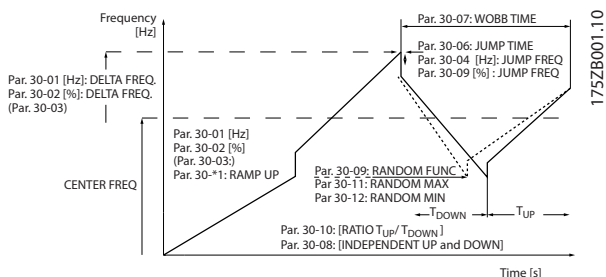 Frequency
[Hz]
Par. 30-07: WOBB TIME
Par. 30-06: JUMP TIME
Par. 30-04 [Hz]: JUMP FREQ
Par. 30-09 [%] : JUMP FREQ
175ZB001.10
Par. 30-01 [Hz]: DELTA FREQ.
Par. 30-02 [%]: DELTA FREQ.
(Par. 30-03)
Par. 30-01 [Hz]
Par. 30-02 [%]
(Par. 30-03:)
Par. 30-*1: RAMP UP
CENTER FREQ
Par. 30-09: RANDOM FUNC
Par 30-11: RANDOM MAX
Par 30-12: RANDOM MIN
TDOWN TUP
Par. 30-10: [RATIO TUP/ TDOWN ]
Par. 30-08: [INDEPENDENT UP and DOWN]
Time [s]